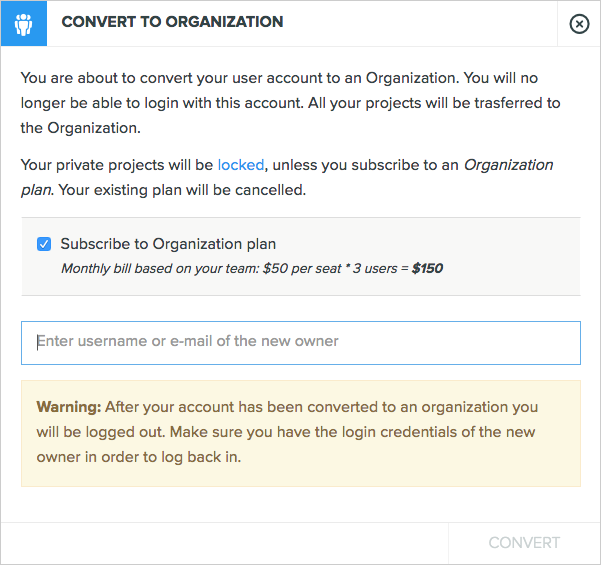 CONVERT TO ORGANIZATION
You are about to convert your user account to an Organization. You will no
longer be able to login with this account. All your projects will be trasferred to
the Organization.
Your private projects will be locked, unless you subscribe to an Organization
plan. Your existing plan will be cancelled.
Subscribe to Organization plan
Monthly bill based on your team: $50 per seat * 3 users = $150
Enter username or e-mail of the new owner
Warning: After your account has been converted to an organization you
will be logged out. Make sure you have the login credentials of the new
owner in order to log back in.
CONVERT